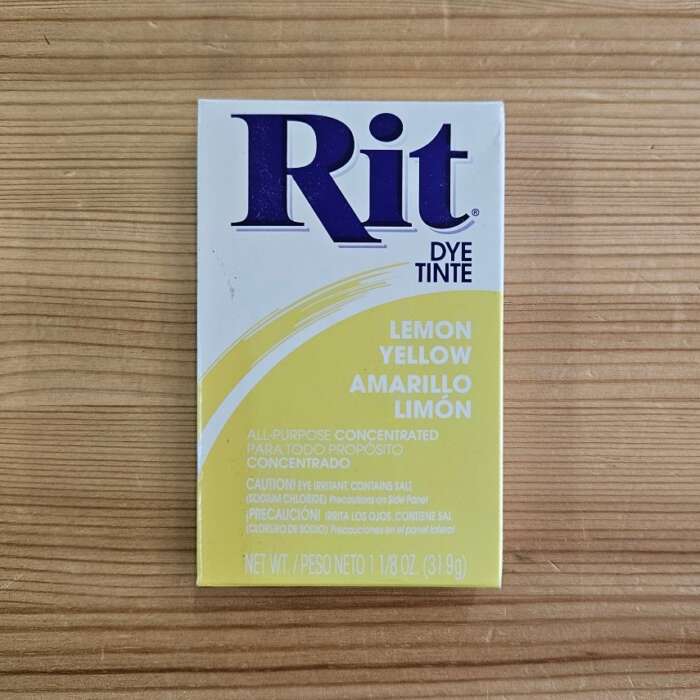 Rit®
DYE
TINTE
LEMON
YELLOW
AMARILLO
LIMÓN
ALL-PURPOSE CONCENTRATED
PARA TODO PROPÓSITO
CONCENTRADO
CAUTION! EYE IRRITANT, CONTAINS SALT
(SODIUM CHLORIDE) Precautions on Side Panel
¡PRECAUCIÓN! IRRITA LOS OJOS, CONTIENE SAL
(CLORURO DE SODIO) Precauciones en el panel lateral
NET WT. / PESO NETO 1 1/8 OZ. (31.9g)